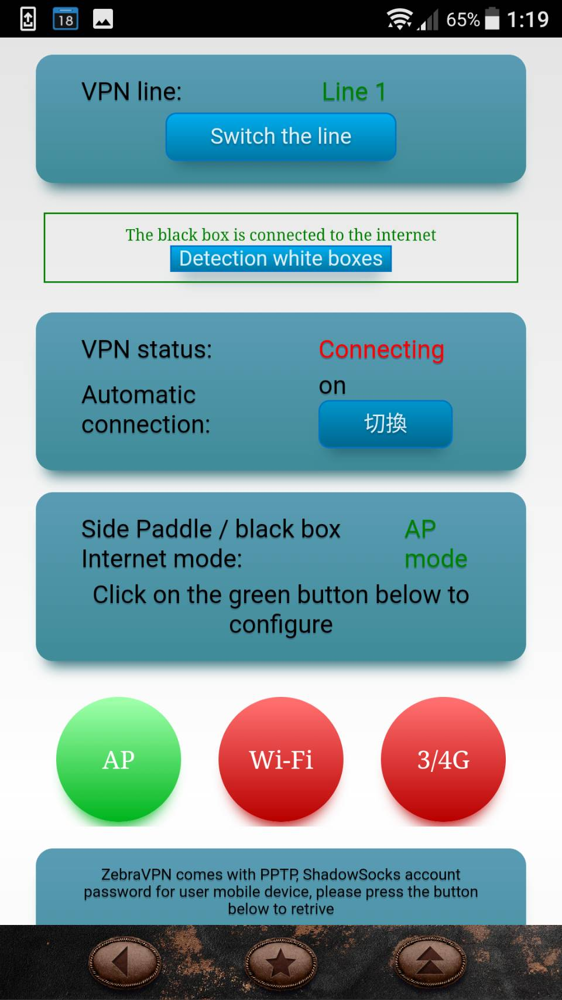 18
65%
1:19
VPN line:
Line 1
Switch the line
The black box is connected to the internet
Detection white boxes
VPN status:
Connecting
Automatic
connection:
on
切換
Side Paddle / black box
Internet mode:
AP
mode
Click on the green button below to
configure
AP
Wi-Fi
3/4G
ZebraVPN comes with PPTP, ShadowSocks account
password for user mobile device, please press the button
below to retrive